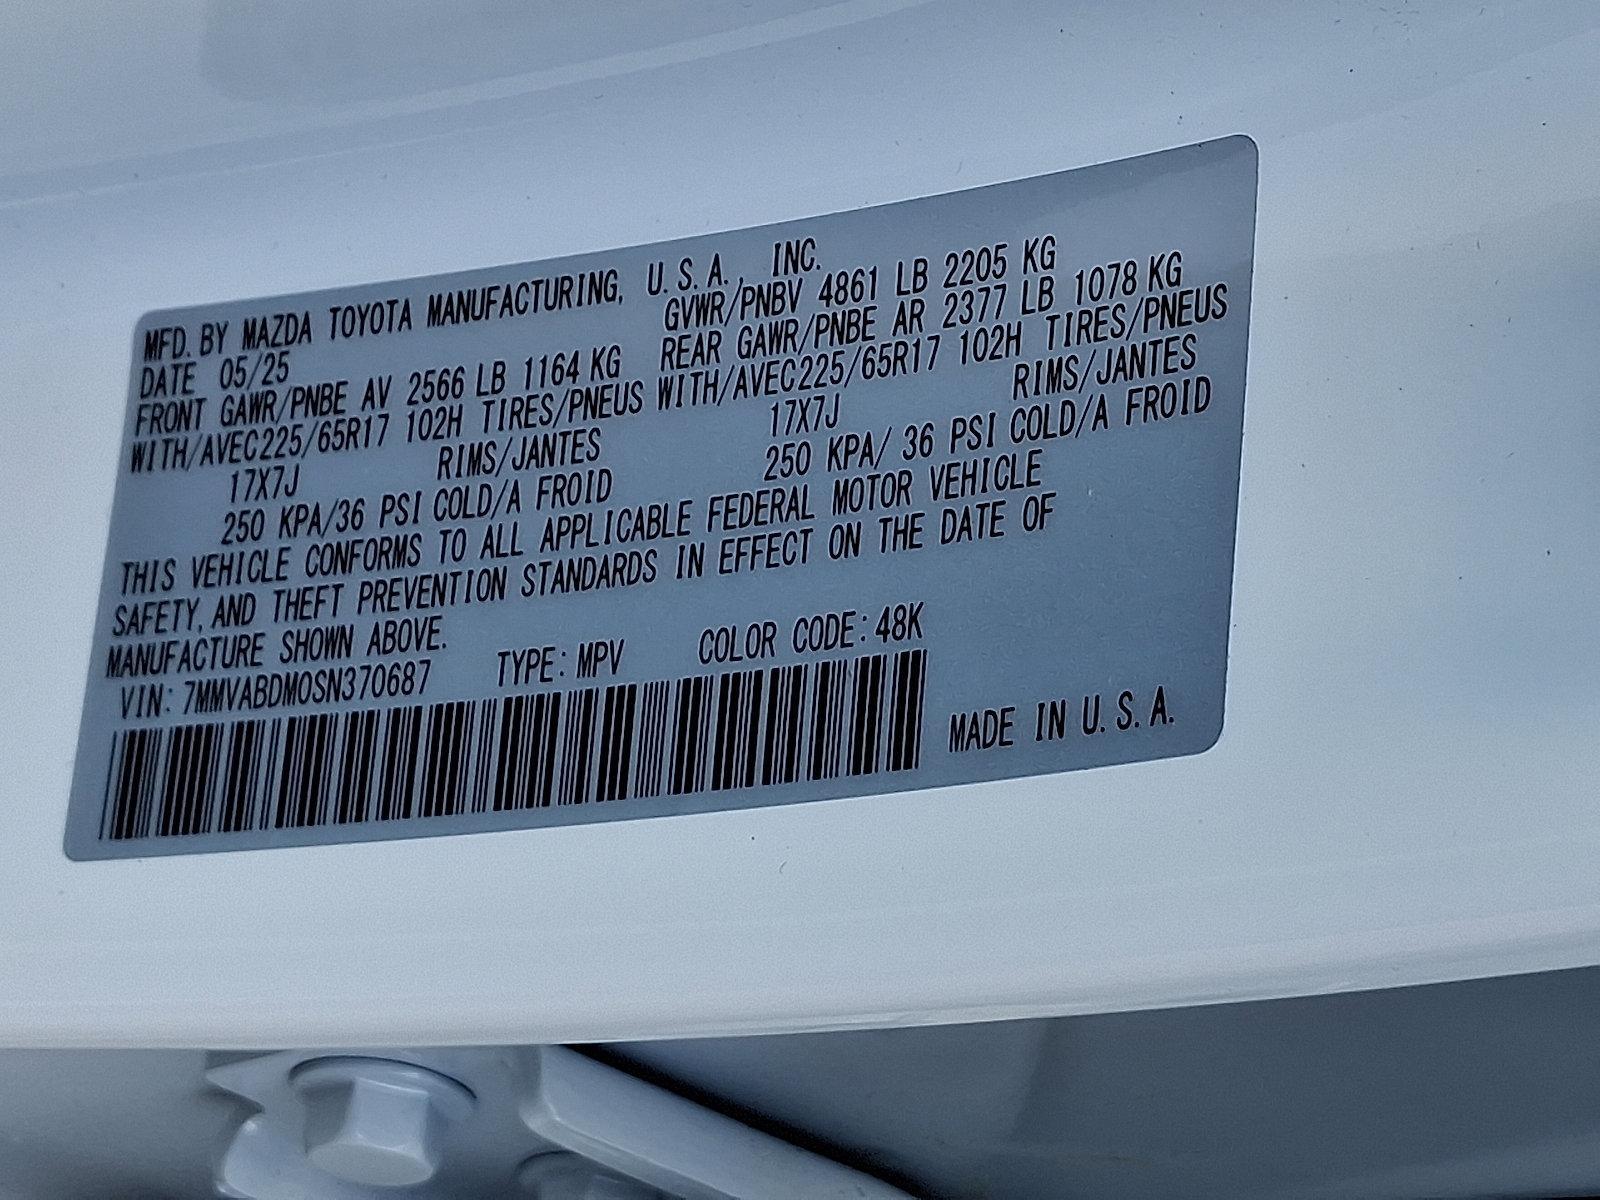 MFD. BY MAZDA TOYOTA MANUFACTURING, U.S.A., INC.
DATE 05/25 GVWR/PNBV 4861 LB 2205 KG
FRONT GAWR/PNBE AV 2566 LB 1164 KG REAR GAWR/PNBE AR 2377 LB 1078 KG
WITH/AVEC225/65R17 102H TIRES/PNEUS WITH/AVEC225/65R17 102H TIRES/PNEUS
17X7J RIMS/JANTES 17X7J RIMS/JANTES
250 KPA/36 PSI COLD/A FROID 250 KPA/ 36 PSI COLD/A FROID
THIS VEHICLE CONFORMS TO ALL APPLICABLE FEDERAL MOTOR VEHICLE
SAFETY, AND THEFT PREVENTION STANDARDS IN EFFECT ON THE DATE OF
MANUFACTURE SHOWN ABOVE.
VIN: 7MMVABDM0SN370687 TYPE: MPV COLOR CODE: 48K
MADE IN U.S.A.